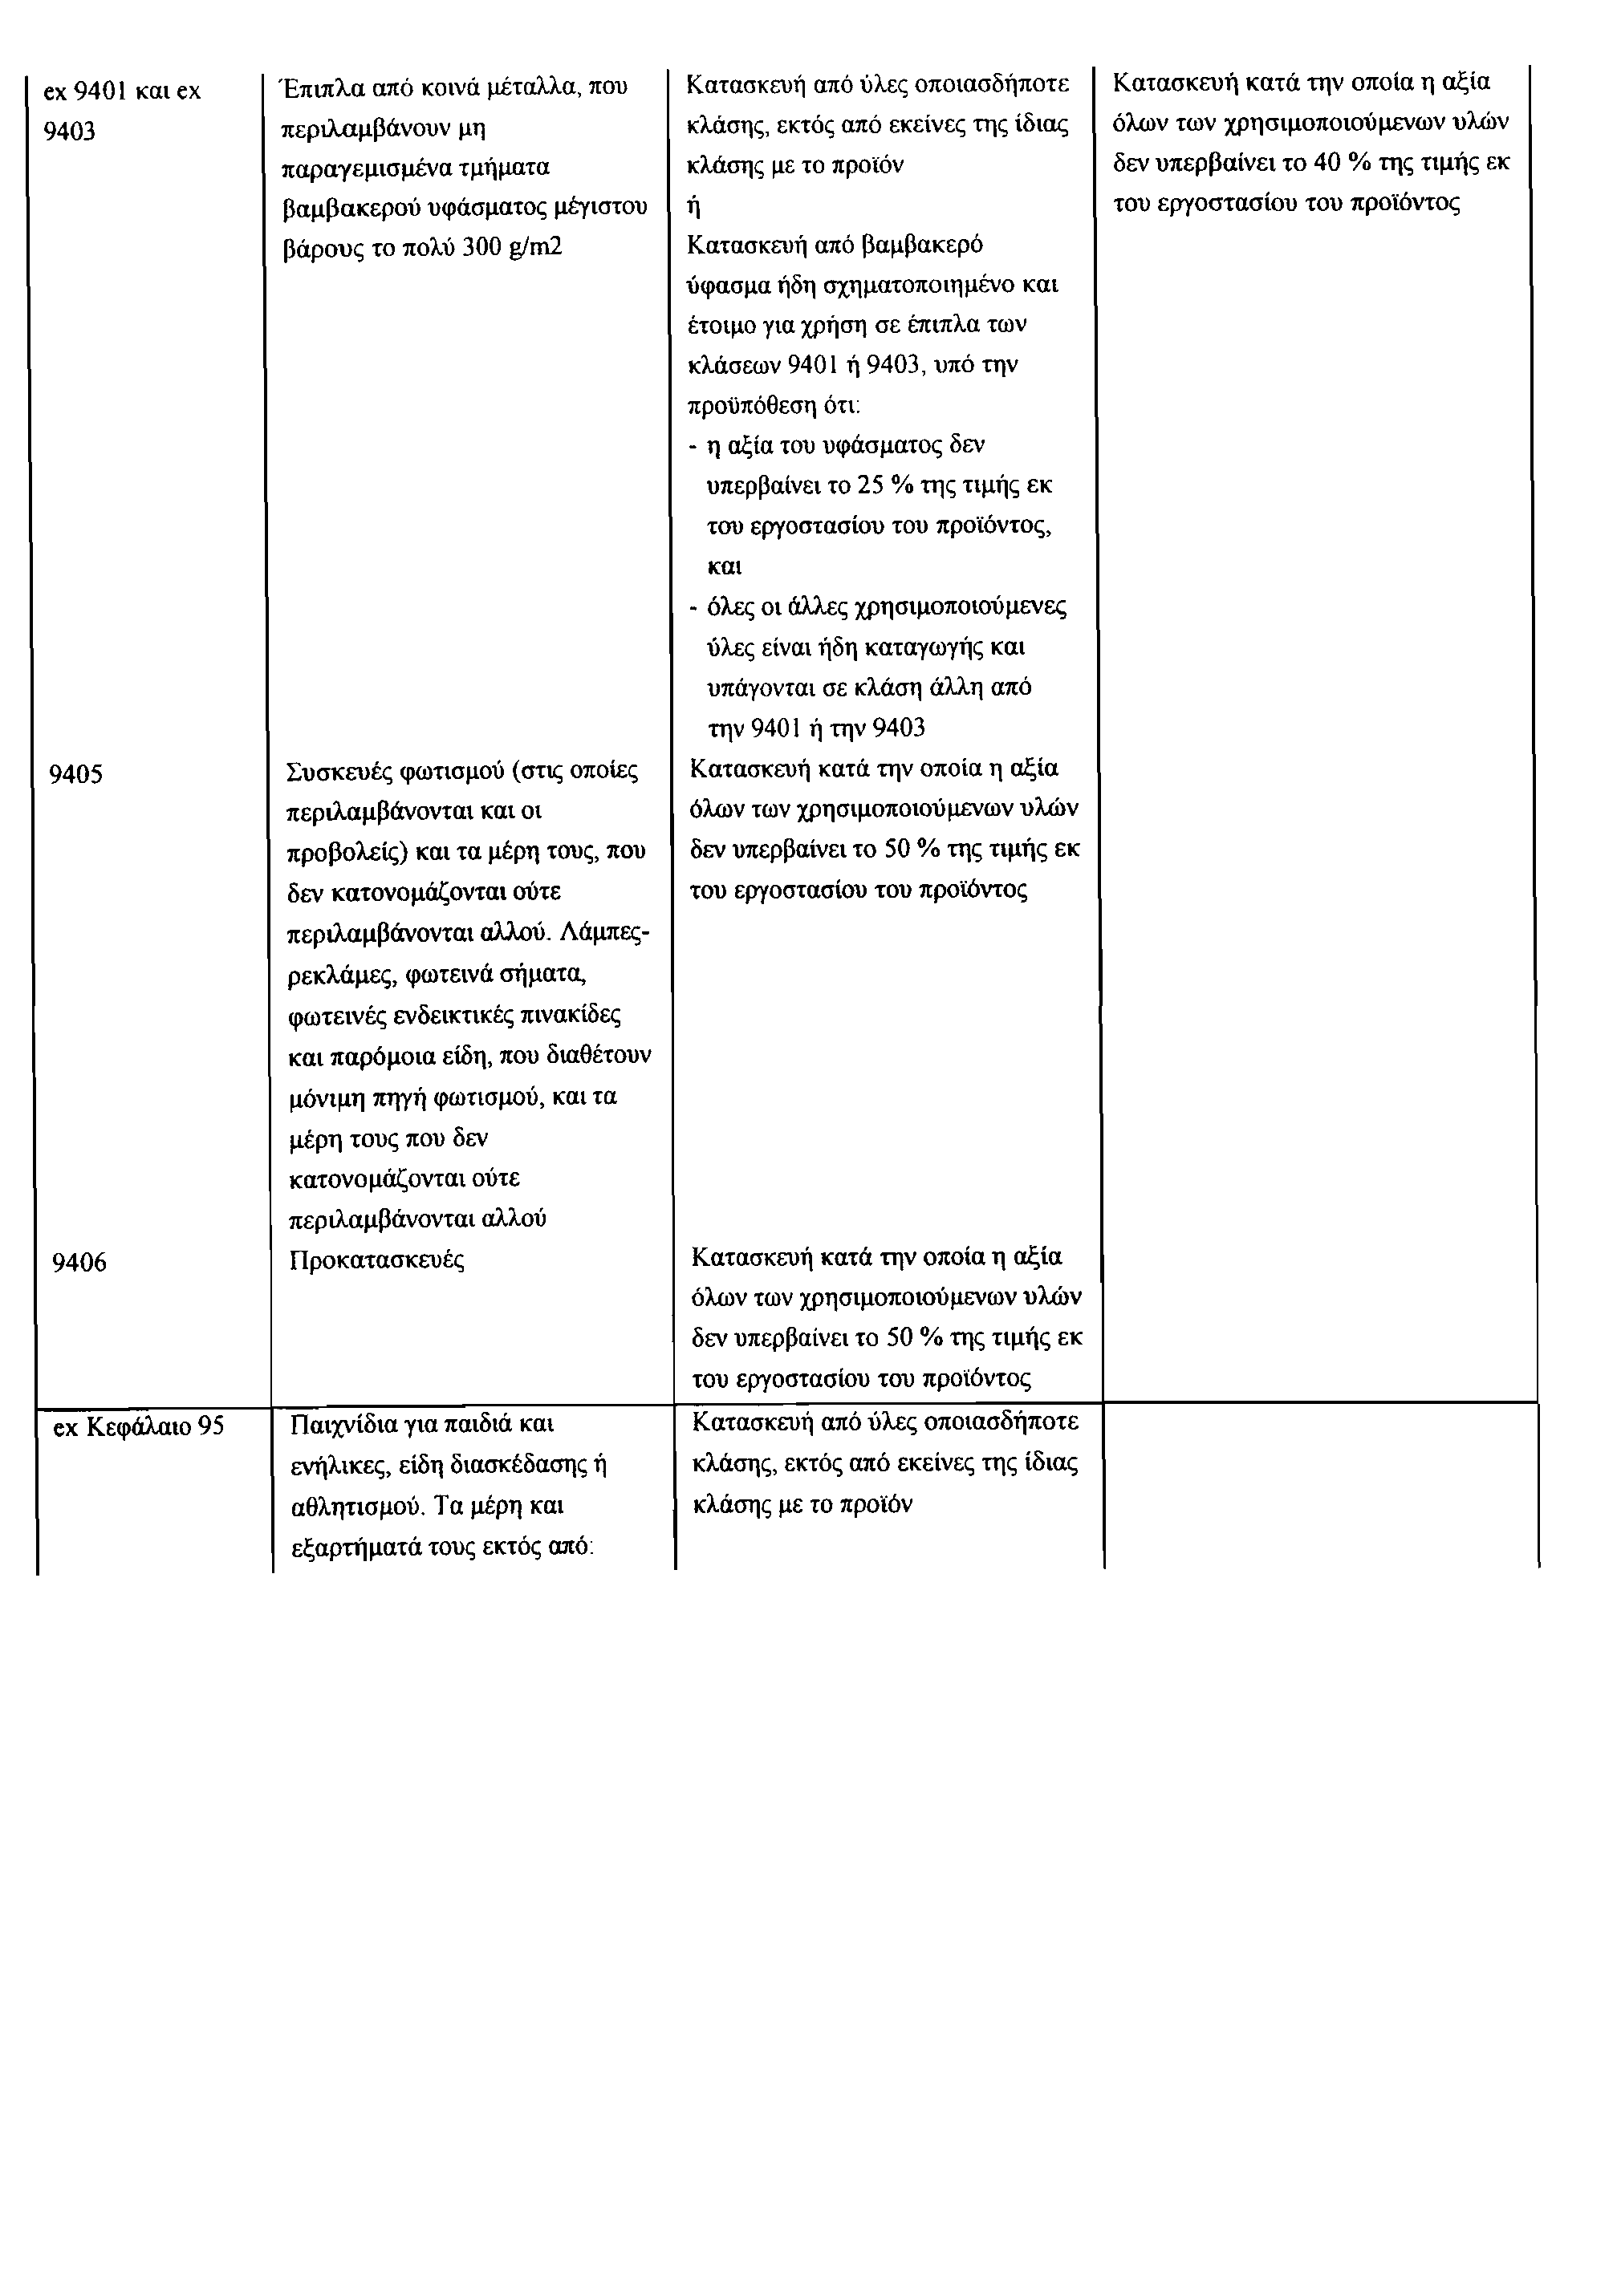 ex 9401 και ex
9403
Έπιπλα από κοινά μέταλλα, που
περιλαμβάνουν μη
παραγεμισμένα τμήματα
βαμβακερού υφάσματος μέγιστου
βάρους το πολύ 300 g/m2
Κατασκευή από ύλες οποιασδήποτε
κλάσης, εκτός από εκείνες της ίδιας
κλάσης με το προϊόν
ή
Κατασκευή από βαμβακερό
ύφασμα ήδη σχηματοποιημένο και
έτοιμο για χρήση σε έπιπλα των
κλάσεων 9401 ή 9403, υπό την
προϋπόθεση ότι:
- η αξία του υφάσματος δεν
υπερβαίνει το 25 % της τιμής εκ
του εργοστασίου του προϊόντος,
και
- όλες οι άλλες χρησιμοποιούμενες
ύλες είναι ήδη καταγωγής και
υπάγονται σε κλάση άλλη από
την 9401 ή την 9403
Κατασκευή κατά την οποία η αξία
όλων των χρησιμοποιούμενων υλών
δεν υπερβαίνει το 40 % της τιμής εκ
του εργοστασίου του προϊόντος
9405
Συσκευές φωτισμού (στις οποίες
περιλαμβάνονται και οι
προβολείς) και τα μέρη τους, που
δεν κατονομάζονται ούτε
περιλαμβάνονται αλλού. Λάμπες-
ρεκλάμες, φωτεινά σήματα,
φωτεινές ενδεικτικές πινακίδες
και παρόμοια είδη, που διαθέτουν
μόνιμη πηγή φωτισμού, και τα
μέρη τους που δεν
κατονομάζονται ούτε
περιλαμβάνονται αλλού
Κατασκευή κατά την οποία η αξία
όλων των χρησιμοποιούμενων υλών
δεν υπερβαίνει το 50 % της τιμής εκ
του εργοστασίου του προϊόντος
9406
Προκατασκευές
Κατασκευή κατά την οποία η αξία
όλων των χρησιμοποιούμενων υλών
δεν υπερβαίνει το 50 % της τιμής εκ
του εργοστασίου του προϊόντος
ex Κεφάλαιο 95
Παιχνίδια για παιδιά και
ενήλικες, είδη διασκέδασης ή
αθλητισμού. Τα μέρη και
εξαρτήματά τους εκτός από:
Κατασκευή από ύλες οποιασδήποτε
κλάσης, εκτός από εκείνες της ίδιας
κλάσης με το προϊόν